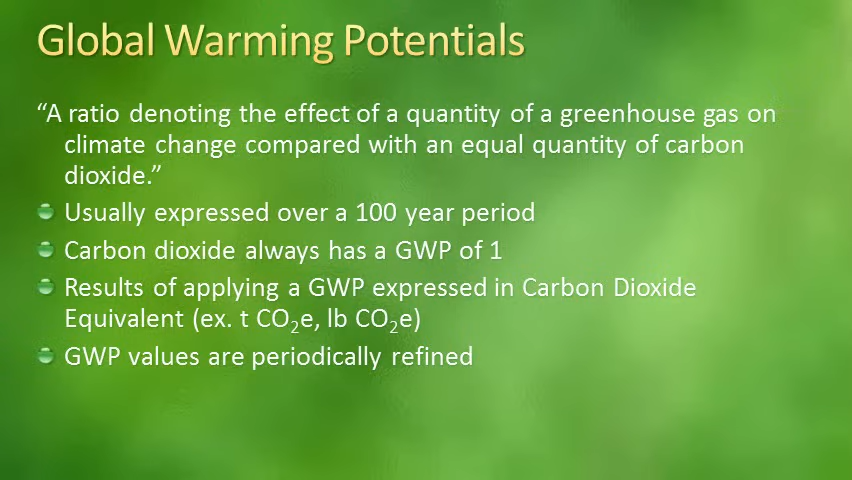 Global Warming Potentials
“A ratio denoting the effect of a quantity of a greenhouse gas on
climate change compared with an equal quantity of carbon
dioxide.”
Usually expressed over a 100 year period
Carbon dioxide always has a GWP of 1
Results of applying a GWP expressed in Carbon Dioxide
Equivalent (ex. t CO₂e, lb CO₂e)
GWP values are periodically refined